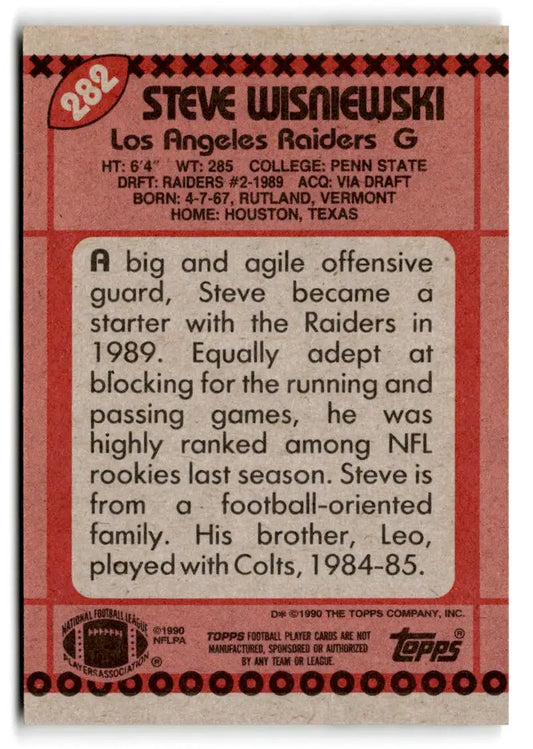 282
STEVE WISNIEWSKI
Los Angeles Raiders G
HT: 6'4" WT: 285 COLLEGE: PENN STATE
DRFT: RAIDERS #2-1989 ACQ: VIA DRAFT
BORN: 4-7-67, RUTLAND, VERMONT
HOME: HOUSTON, TEXAS
A big and agile offensive
guard, Steve became a
starter with the Raiders in
1989. Equally adept at
blocking for the running and
passing games, he was
highly ranked among NFL
rookies last season. Steve is
from a football-oriented
family. His brother, Leo,
played with Colts, 1984-85.
D* ©1990 THE TOPPS COMPANY, INC.
NATIONAL FOOTBALL LEAGUE
PLAYERS ASSOCIATION ®
©1990
NFLPA
TOPPS FOOTBALL PLAYER CARDS ARE NOT
MANUFACTURED, SPONSORED OR AUTHORIZED
BY ANY TEAM OR LEAGUE.
topps ®